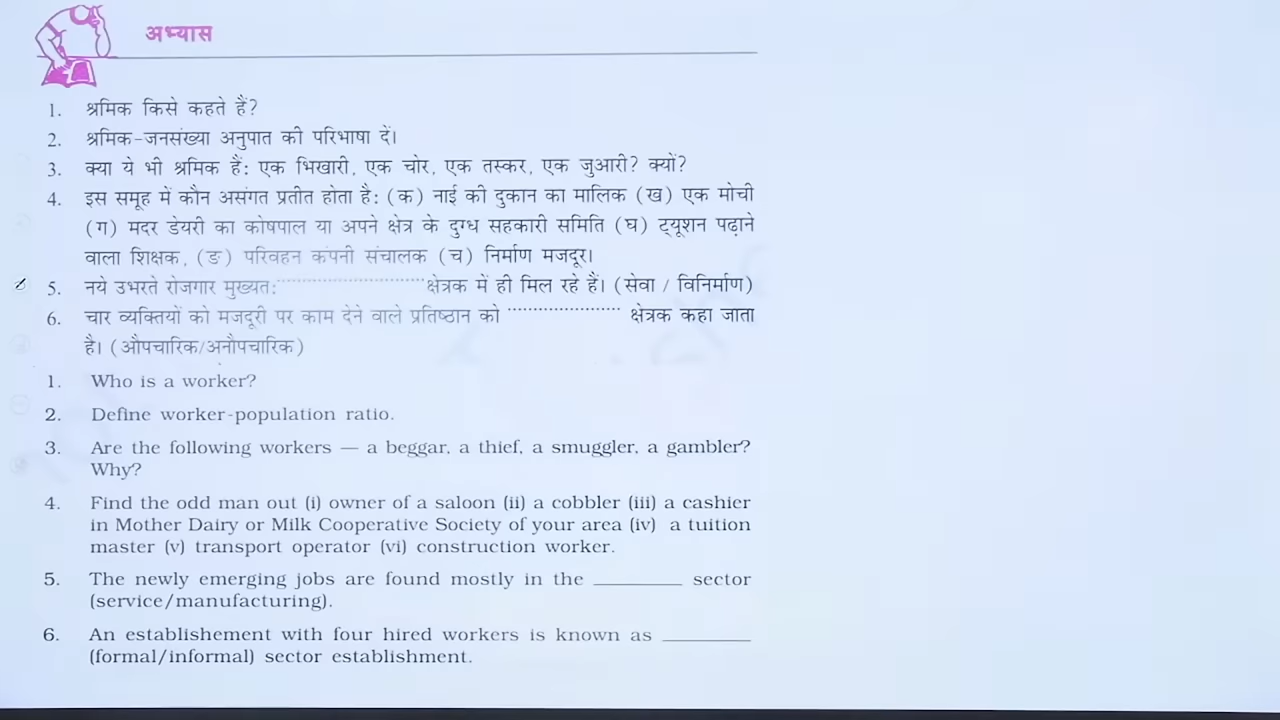 अभ्यास
1. श्रमिक किसे कहते हैं?
2. श्रमिक-जनसंख्या अनुपात की परिभाषा दें।
3. क्या ये भी श्रमिक हैं: एक भिखारी, एक चोर, एक तस्कर, एक जुआरी? क्यों?
4. इस समूह में कौन असंगत प्रतीत होता है: (क) नाई की दुकान का मालिक (ख) एक मोची
(ग) मदर डेयरी का कोषपाल या अपने क्षेत्र के दुग्ध सहकारी समिति (घ) ट्यूशन पढ़ाने
वाला शिक्षक, (ङ) परिवहन कंपनी संचालक (च) निर्माण मजदूर।
5. नये उभरते रोजगार मुख्यत: ........................... क्षेत्रक में ही मिल रहे हैं। (सेवा / विनिर्माण)
6. चार व्यक्तियों को मजदूरी पर काम देने वाले प्रतिष्ठान को ..................... क्षेत्रक कहा जाता
है। (औपचारिक/अनौपचारिक)
1. Who is a worker?
2. Define worker-population ratio.
3. Are the following workers — a beggar, a thief, a smuggler, a gambler?
Why?
4. Find the odd man out (i) owner of a saloon (ii) a cobbler (iii) a cashier
in Mother Dairy or Milk Cooperative Society of your area (iv) a tuition
master (v) transport operator (vi) construction worker.
5. The newly emerging jobs are found mostly in the ________ sector
(service/manufacturing).
6. An establishement with four hired workers is known as ________
(formal/informal) sector establishment.